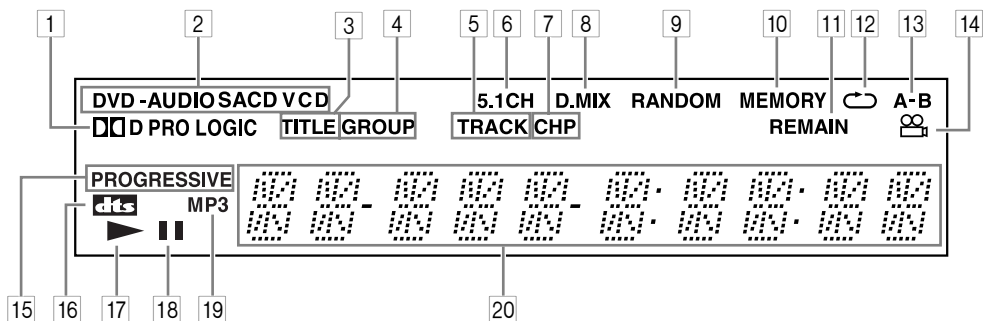 1 2 3 4 5 6 7 8 9 10 11 12 13 14
DVD -AUDIO SACD V C D 5.1CH D.MIX RANDOM MEMORY A-B
D PRO LOGIC TITLE GROUP TRACK CHP REMAIN
PROGRESSIVE
dts MP3
15 16 17 18 19 20